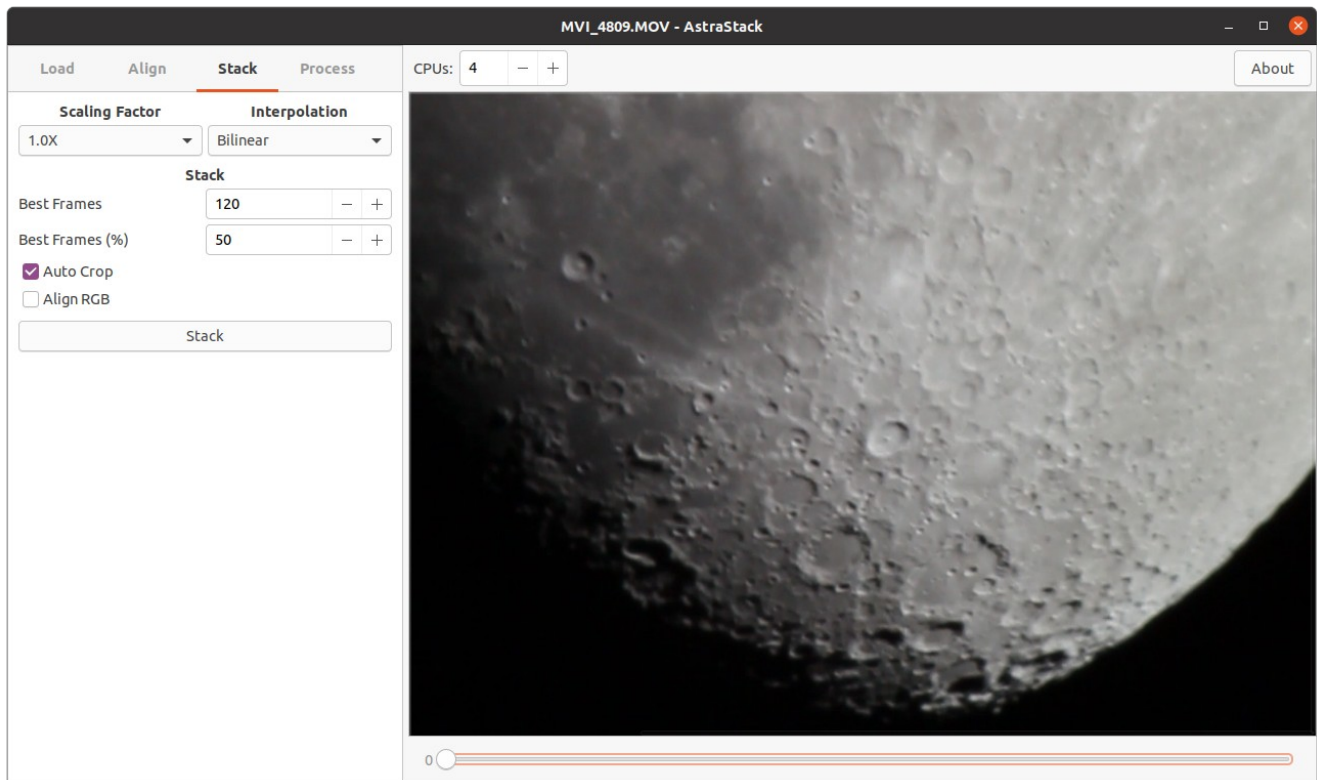 MVI_4809.MOV - AstraStack
Load Align Stack Process
CPUs: 4
About
Scaling Factor Interpolation
1.0X Bilinear
Stack
Best Frames 120
Best Frames (%) 50
Auto Crop
Align RGB
Stack
0